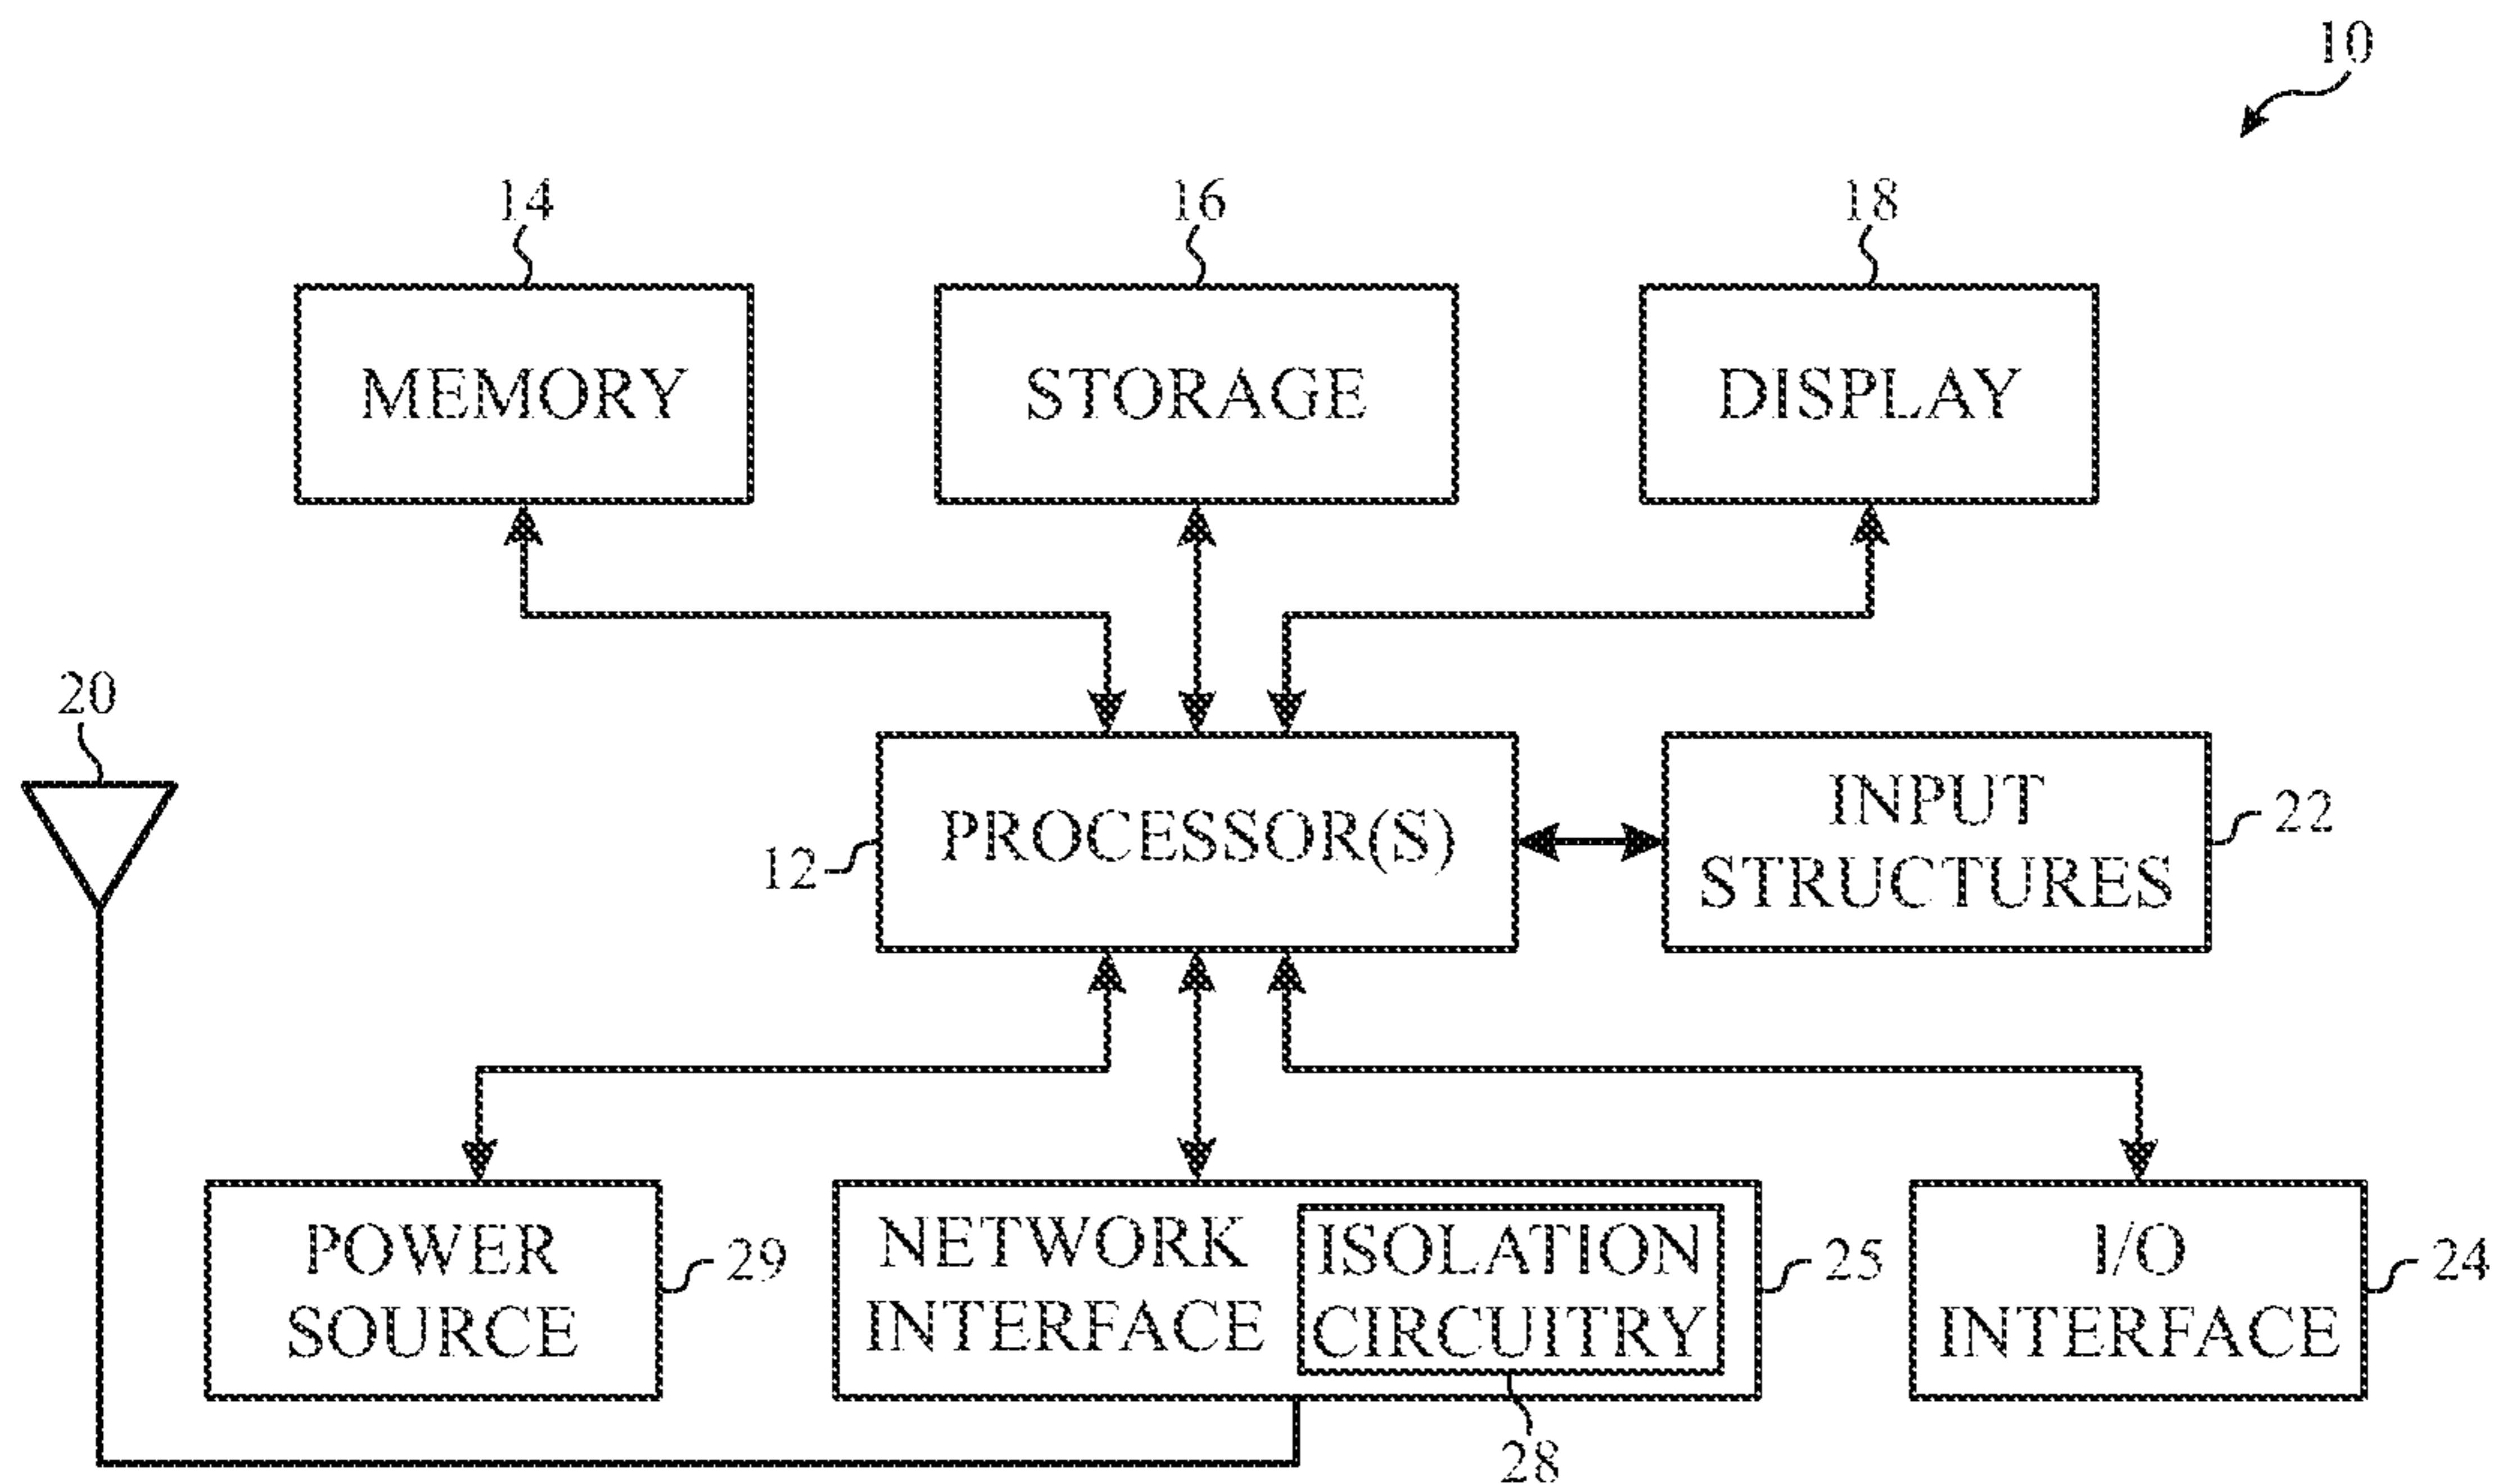 10
14
16
18
MEMORY
STORAGE
DISPLAY
20
PROCESSOR(S)
12
INPUT
STRUCTURES
22
POWER
SOURCE
29
NETWORK
INTERFACE
ISOLATION
CIRCUITRY
25
28
I/O
INTERFACE
24